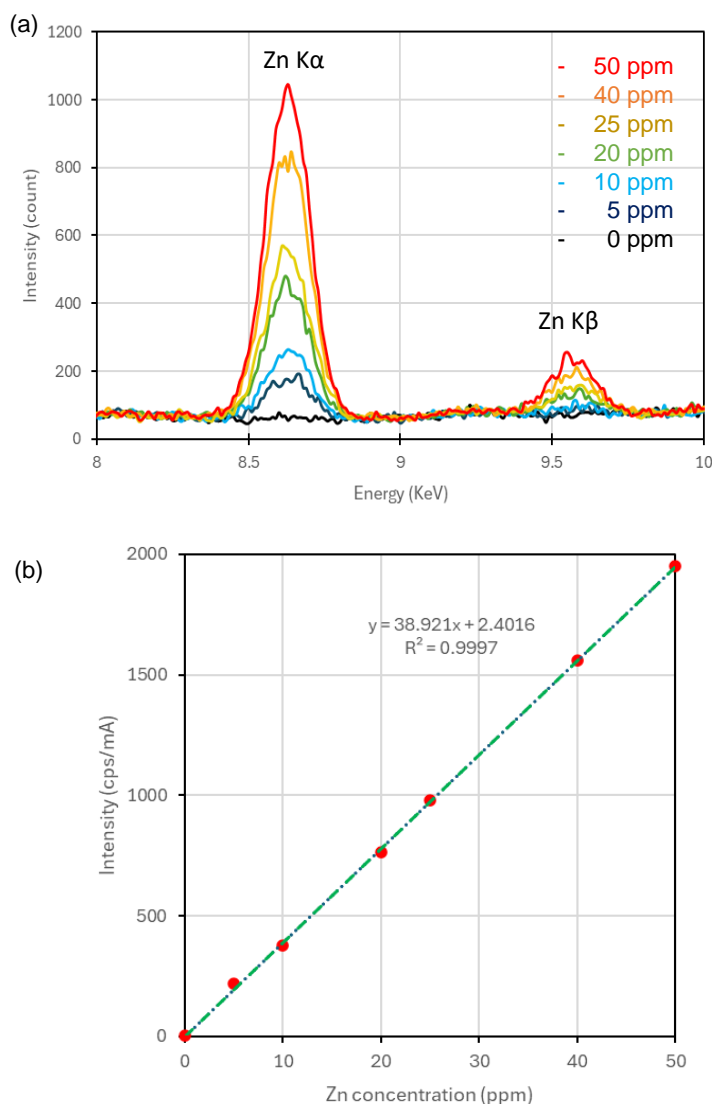 (a)
1200
1000
800
600
400
200
0
Intensity (count)
Zn Kα
Zn Kβ
- 50 ppm
- 40 ppm
- 25 ppm
- 20 ppm
- 10 ppm
- 5 ppm
- 0 ppm
8 8.5 9 9.5 10
Energy (KeV)
(b)
2000
1500
1000
500
0
Intensity (cps/mA)
y = 38.921x + 2.4016
R² = 0.9997
0 10 20 30 40 50
Zn concentration (ppm)